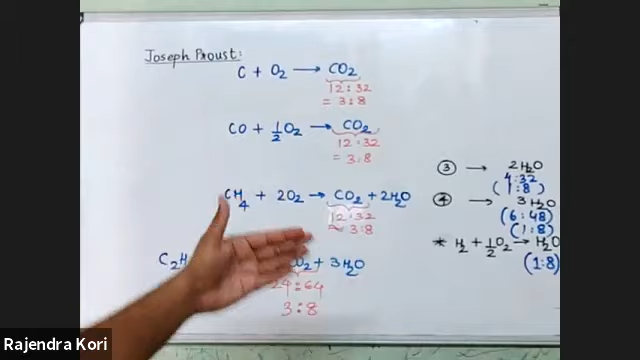 Joseph Proust:
C + O₂ → CO₂
12:32
= 3:8
CO + ½O₂ → CO₂
12:32
= 3:8
CH₄ + 2O₂ → CO₂ + 2H₂O
12:32
3:8
C₂H
O₂ + 3H₂O
24:64
3:8
③ → 2H₂O
4:32
(1:8)
④ → 3H₂O
(6:48)
(1:8)
* H₂ + ½O₂ → H₂O
(1:8)
Rajendra Kori